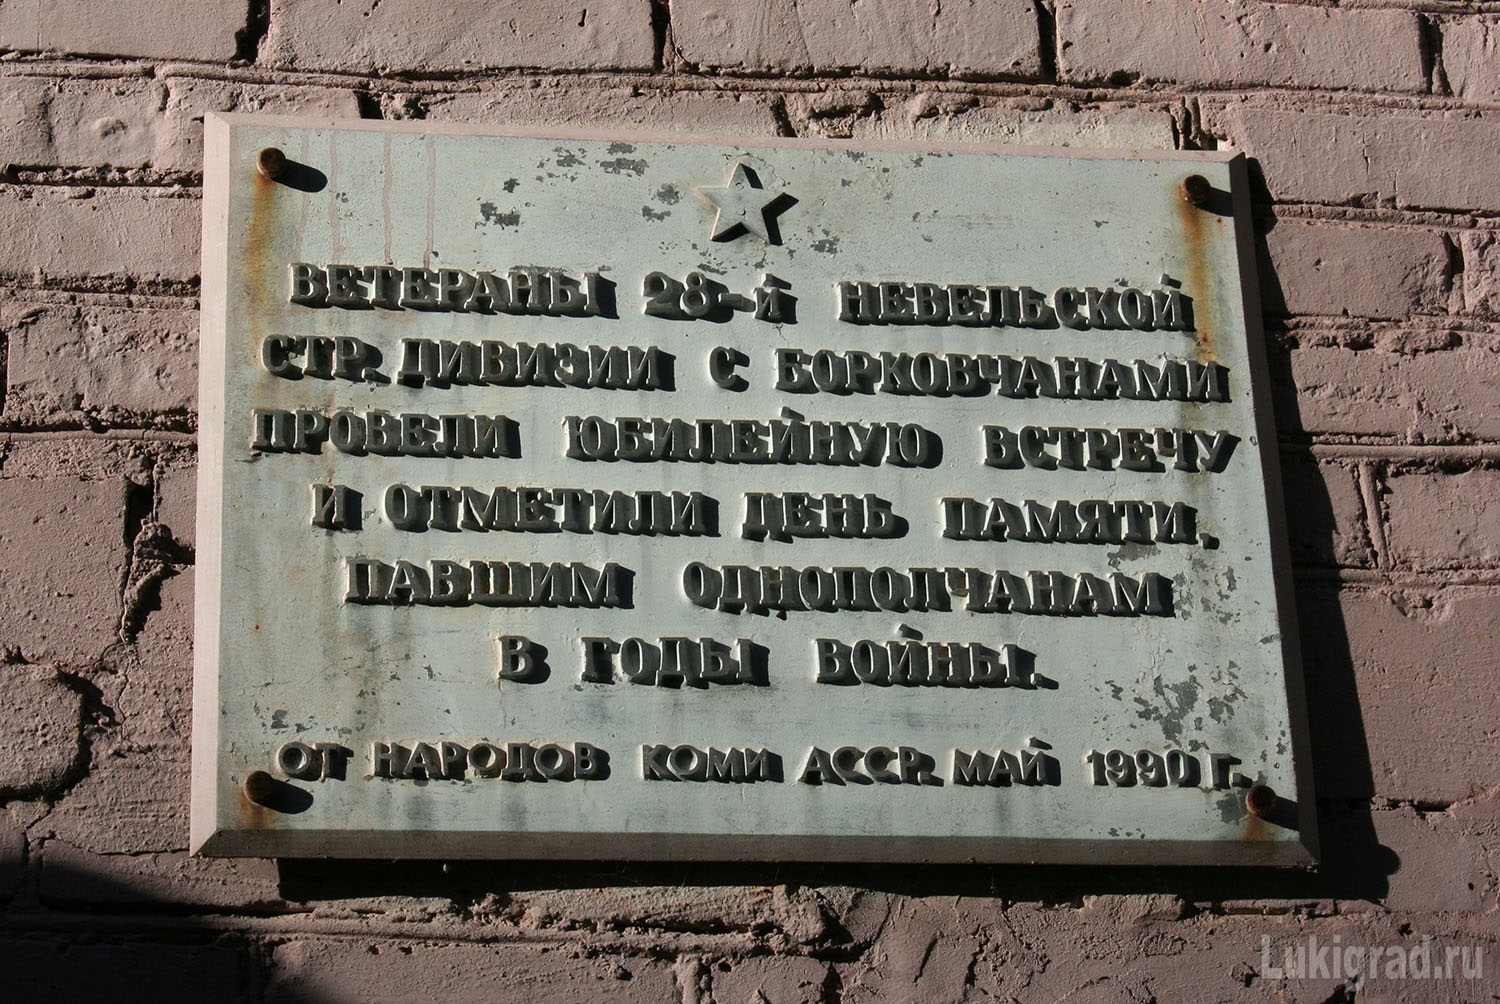 ВЕТЕРАНЫ 28-й НЕВЕЛЬСКОЙ
СТР. ДИВИЗИИ С БОРКОВЧАНАМИ
ПРОВЕЛИ ЮБИЛЕЙНУЮ ВСТРЕЧУ
И ОТМЕТИЛИ ДЕНЬ ПАМЯТИ,
ПАВШИМ ОДНОПОЛЧАНАМ
В ГОДЫ ВОЙНЫ.
ОТ НАРОДОВ КОМИ АССР. МАЙ 1990 Г.
Lukigrad.ru